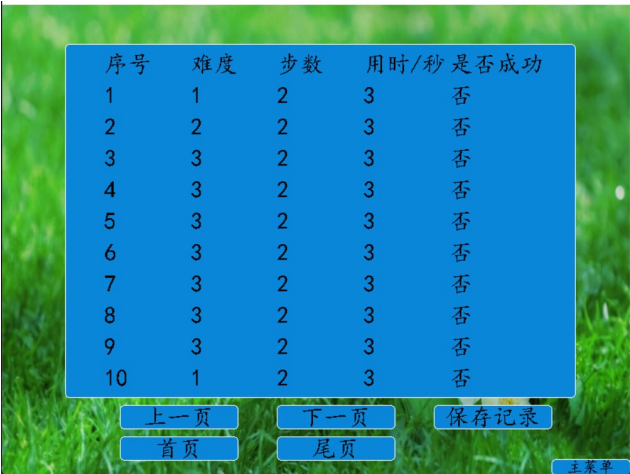 序号 难度 步数 用时/秒 是否成功
1 1 2 3 否
2 2 2 3 否
3 3 2 3 否
4 3 2 3 否
5 3 2 3 否
6 3 2 3 否
7 3 2 3 否
8 3 2 3 否
9 3 2 3 否
10 1 2 3 否
上一页 下一页 保存记录
首页 尾页
主菜单